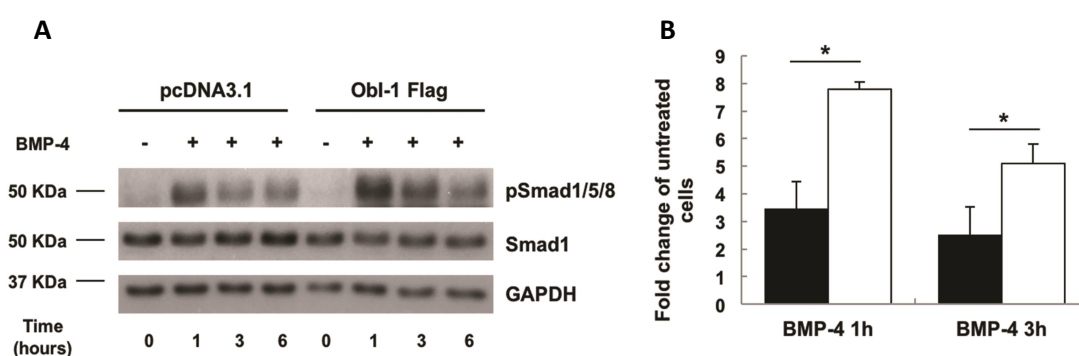 A
pcDNA3.1 Obl-1 Flag
BMP-4 - + + + - + + +
50 KDa pSmad1/5/8
50 KDa Smad1
37 KDa GAPDH
Time
(hours) 0 1 3 6 0 1 3 6
B
Fold change of untreated
cells
9
8
7
6
5
4
3
2
1
0
*
*
BMP-4 1h BMP-4 3h